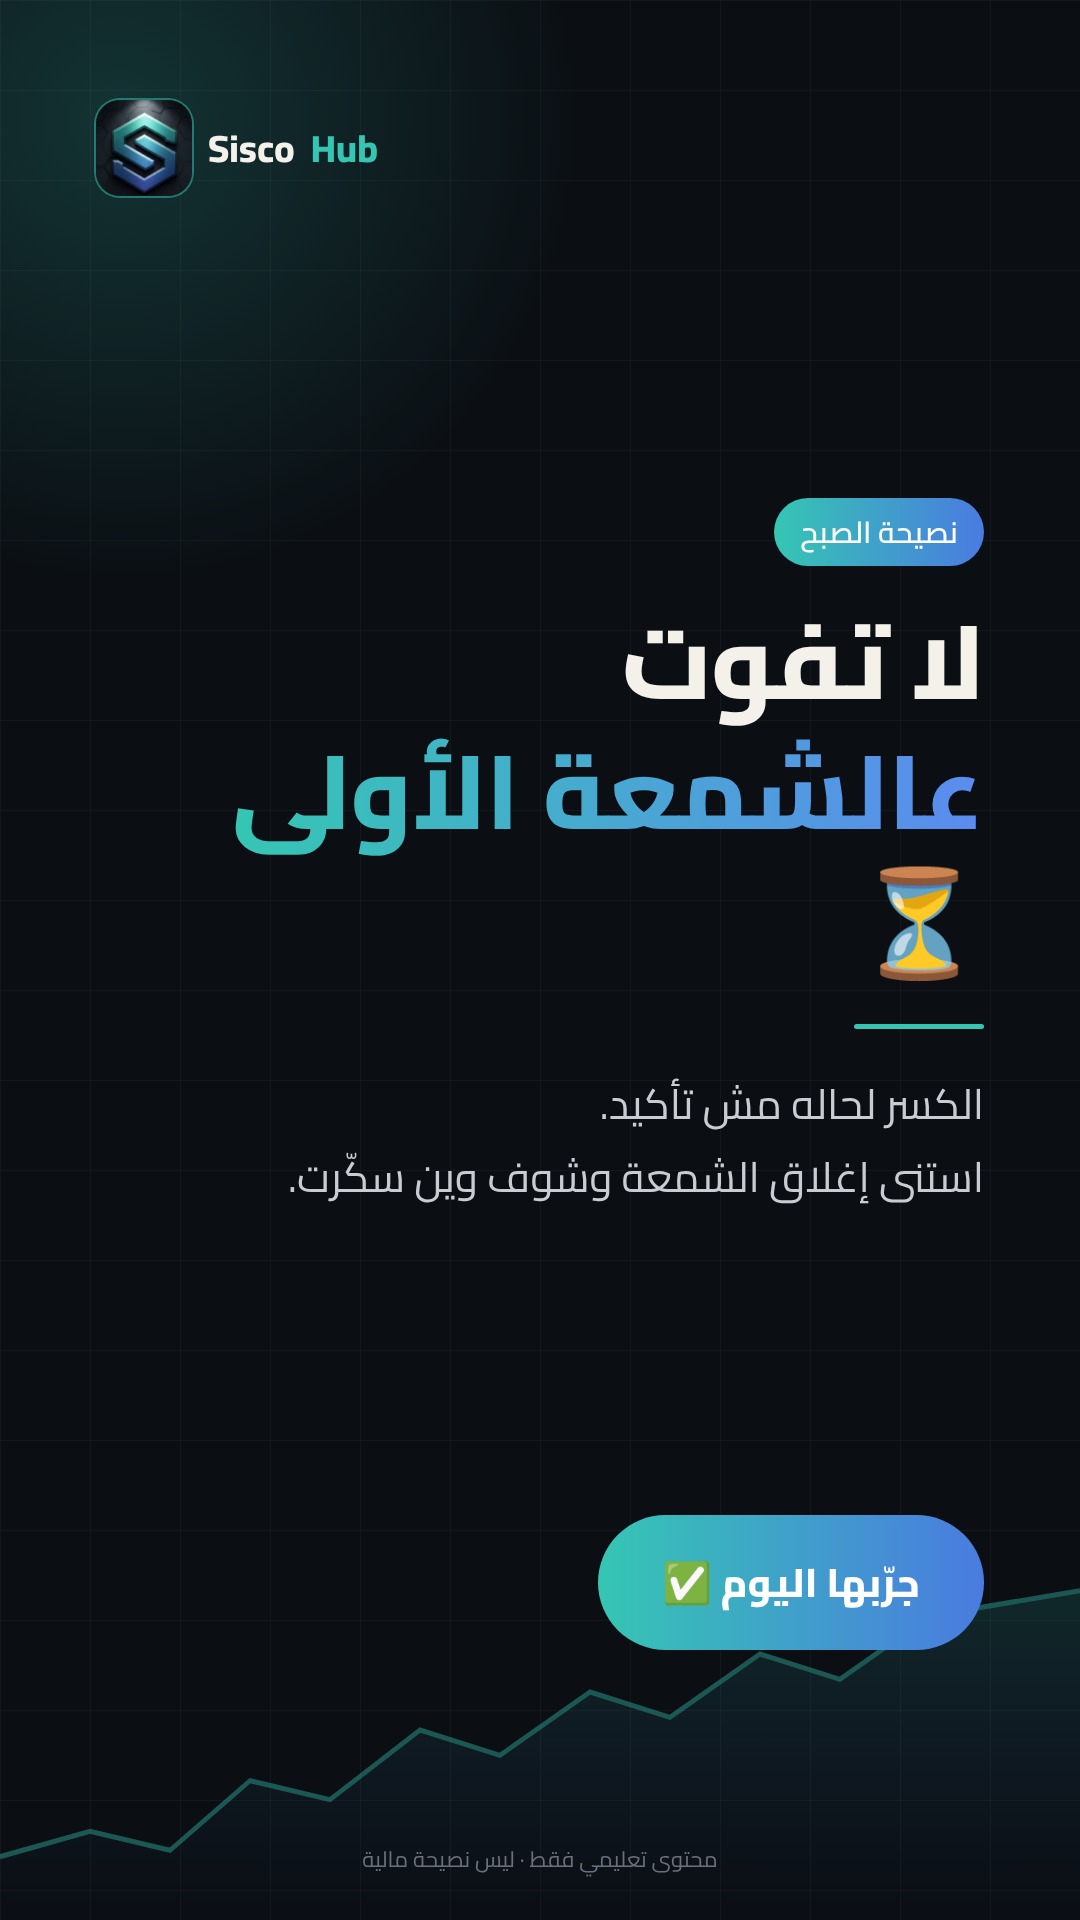 Sisco Hub
نصيحة الصبح
لا تفوت
عالشمعة الأولى
⏳
الكسر لحاله مش تأكيد.
استنى إغلاق الشمعة وشوف وين سكّرت.
جرّبها اليوم ✅
محتوى تعليمي فقط · ليس نصيحة مالية